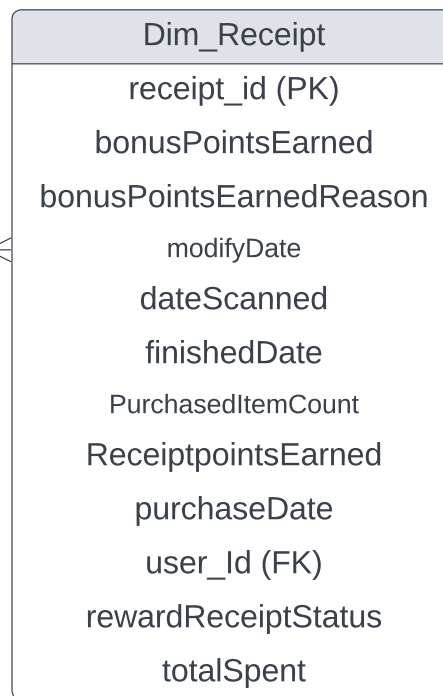 Dim_Receipt
receipt_id (PK)
bonusPointsEarned
bonusPointsEarnedReason
modifyDate
dateScanned
finishedDate
PurchasedItemCount
ReceiptpointsEarned
purchaseDate
user_Id (FK)
rewardReceiptStatus
totalSpent